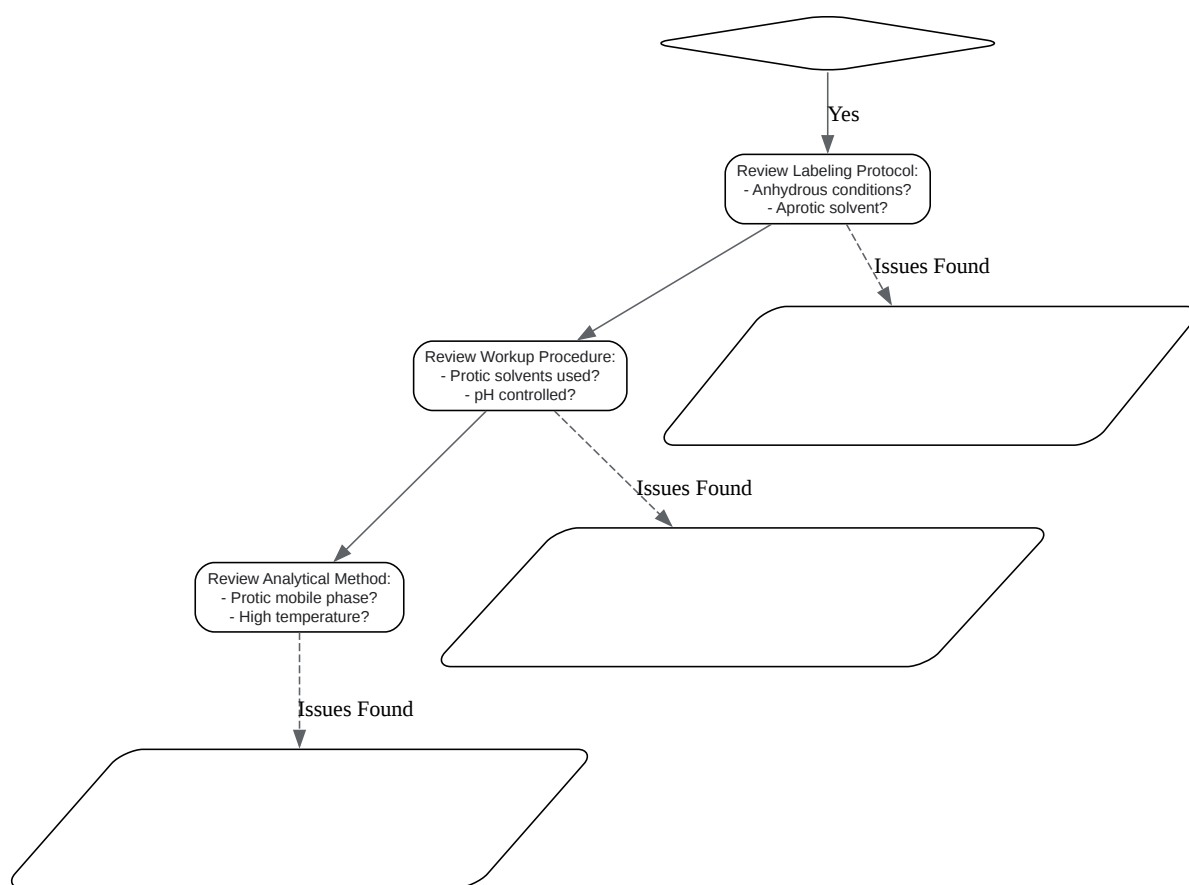 Yes
Review Labeling Protocol:
- Anhydrous conditions?
- Aprotic solvent?
Issues Found
Review Workup Procedure:
- Protic solvents used?
- pH controlled?
Issues Found
Review Analytical Method:
- Protic mobile phase?
- High temperature?
Issues Found